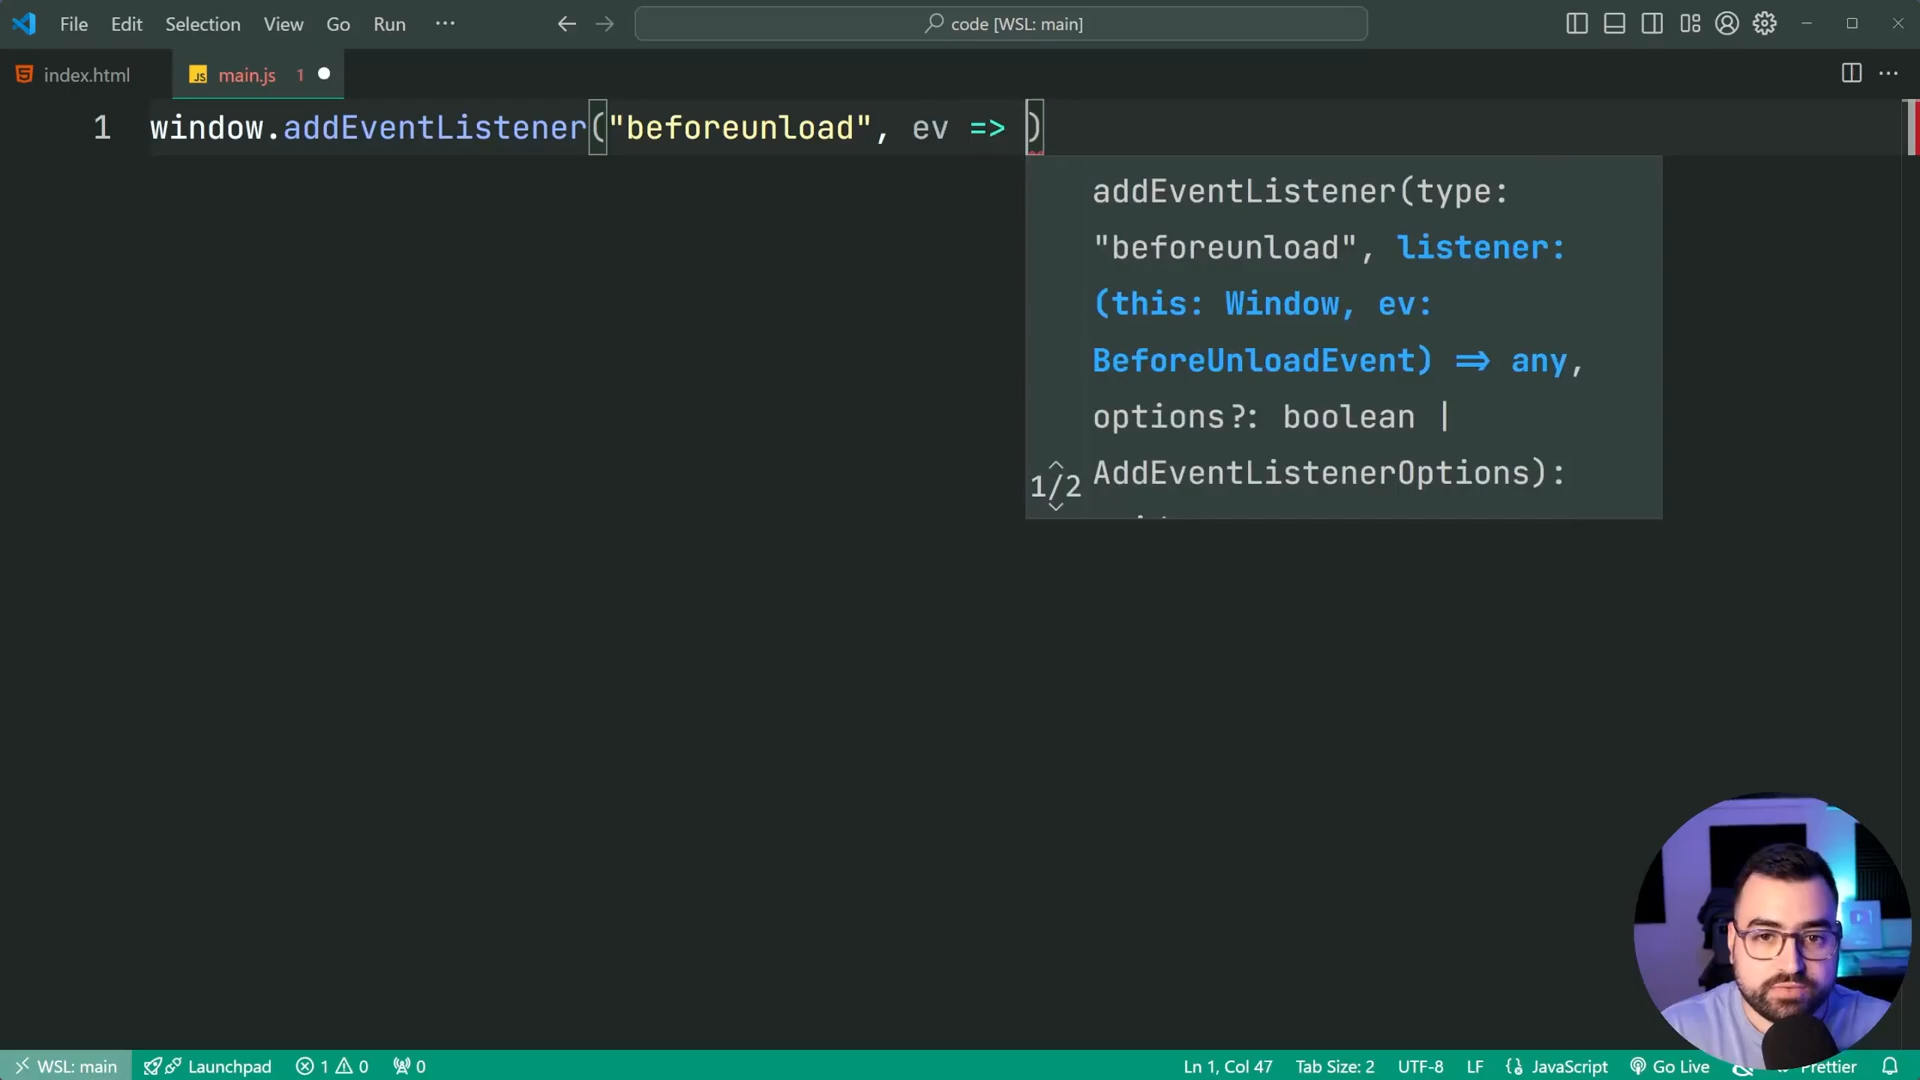 File Edit Selection View Go Run ···
code [WSL: main]
index.html
JS main.js 1
1 window.addEventListener("beforeunload", ev => )
addEventListener(type:
"beforeunload", listener:
(this: Window, ev:
BeforeUnloadEvent) => any,
options?: boolean |
AddEventListenerOptions):
1/2
WSL: main Launchpad 1 0 0 Ln 1, Col 47 Tab Size: 2 UTF-8 LF {} JavaScript Go Live Prettier